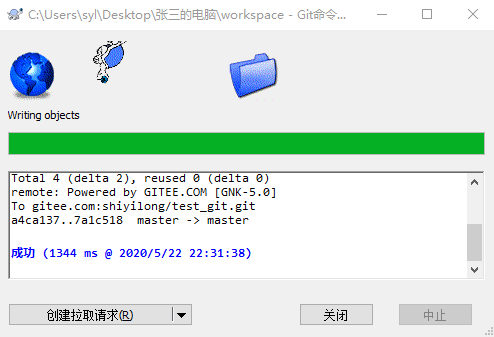 C:\Users\syl\Desktop\张三的电脑\workspace - Git命令...
Writing objects
Total 4 (delta 2), reused 0 (delta 0)
remote: Powered by GITEE.COM [GNK-5.0]
To gitee.com:shiyilong/test_git.git
a4ca137..7a1c518  master -> master
成功 (1344 ms @ 2020/5/22 22:31:38)
创建拉取请求(R)
关闭
中止